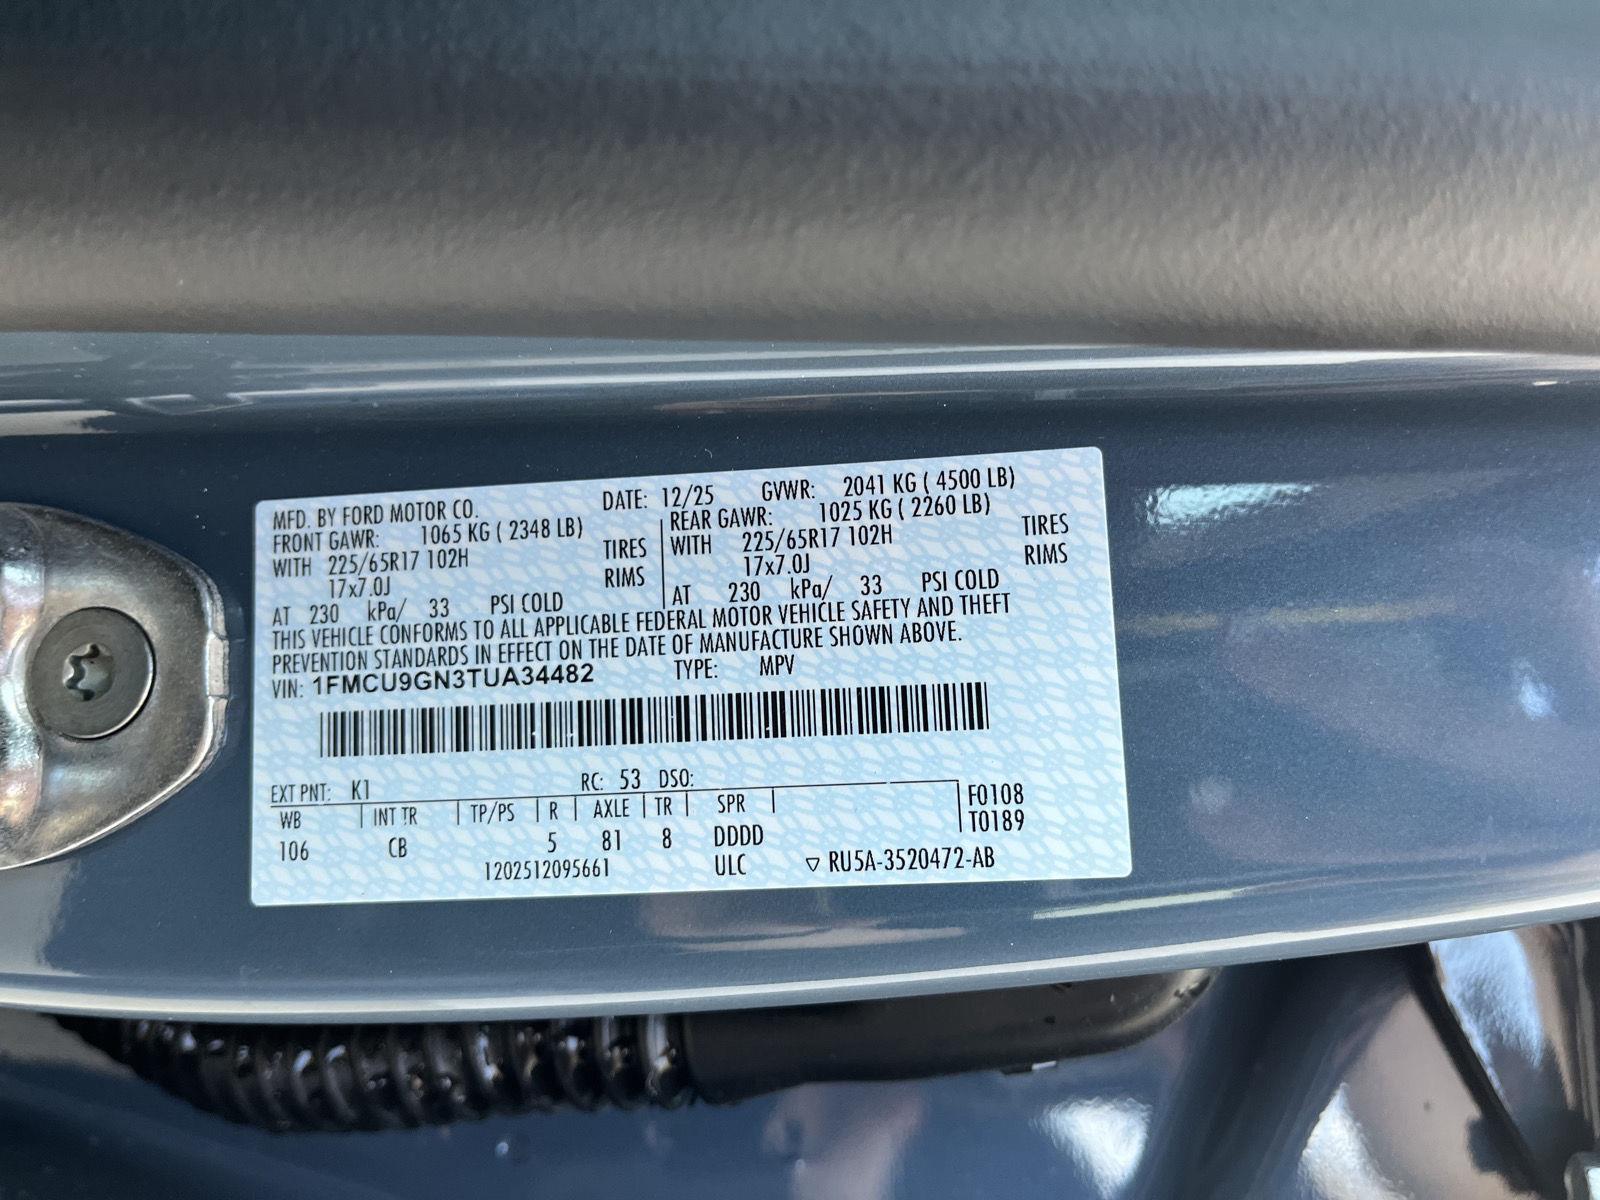 MFD. BY FORD MOTOR CO. DATE: 12/25 GVWR: 2041 KG ( 4500 LB)
FRONT GAWR: 1065 KG ( 2348 LB) REAR GAWR: 1025 KG ( 2260 LB)
WITH 225/65R17 102H TIRES WITH 225/65R17 102H TIRES
17x7.0J RIMS 17x7.0J RIMS
AT 230 kPa/ 33 PSI COLD AT 230 kPa/ 33 PSI COLD
THIS VEHICLE CONFORMS TO ALL APPLICABLE FEDERAL MOTOR VEHICLE SAFETY AND THEFT
PREVENTION STANDARDS IN EFFECT ON THE DATE OF MANUFACTURE SHOWN ABOVE.
VIN: 1FMCU9GN3TUA34482 TYPE: MPV
EXT PNT: K1 RC: 53 DSO:
WB INT TR TP/PS R AXLE TR SPR F0108
106 CB 5 81 8 DDDD T0189
1202512095661 ULC ▽ RU5A-3520472-AB